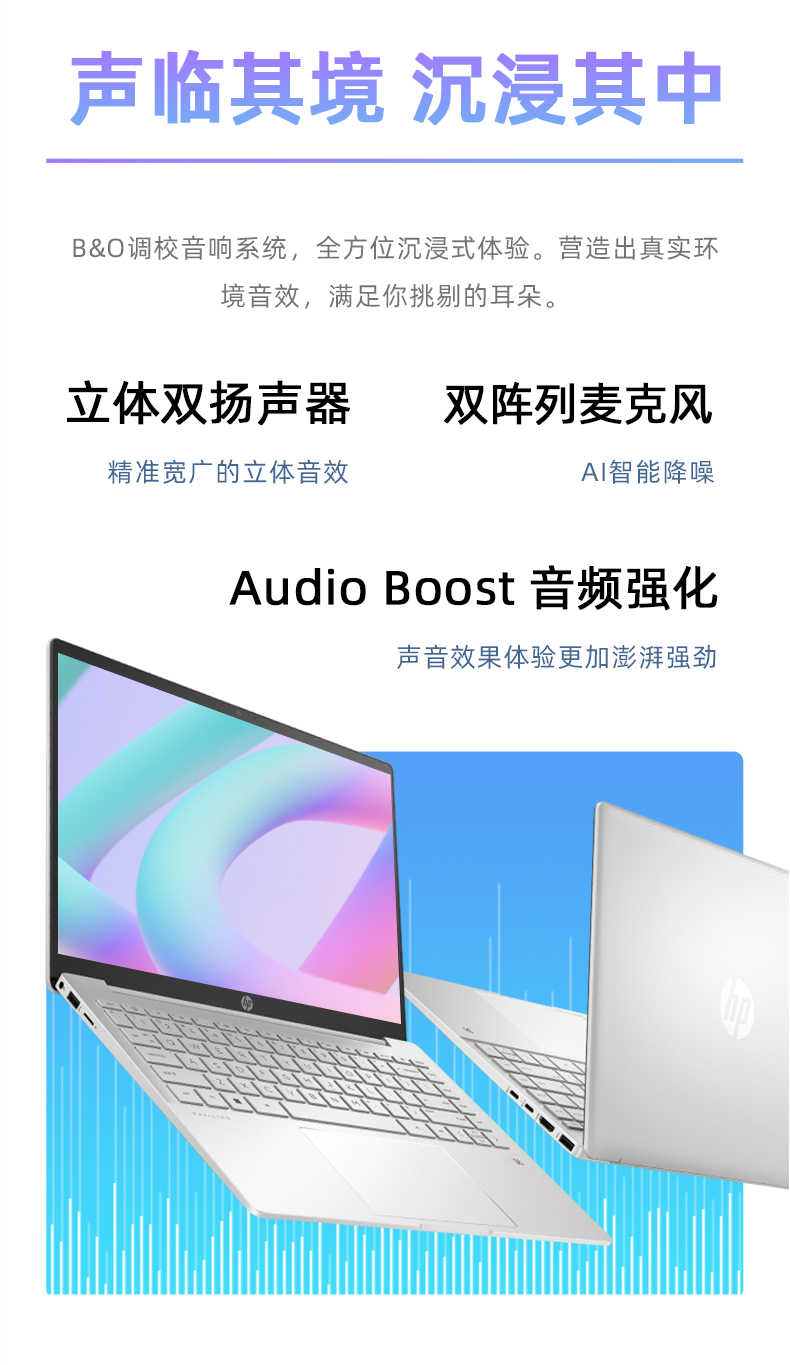 声临其境 沉浸其中
B&O调校音响系统，全方位沉浸式体验。营造出真实环
境音效，满足你挑剔的耳朵。
立体双扬声器
双阵列麦克风
精准宽广的立体音效
AI智能降噪
Audio Boost 音频强化
声音效果体验更加澎湃强劲
hp
hp
PAVILION